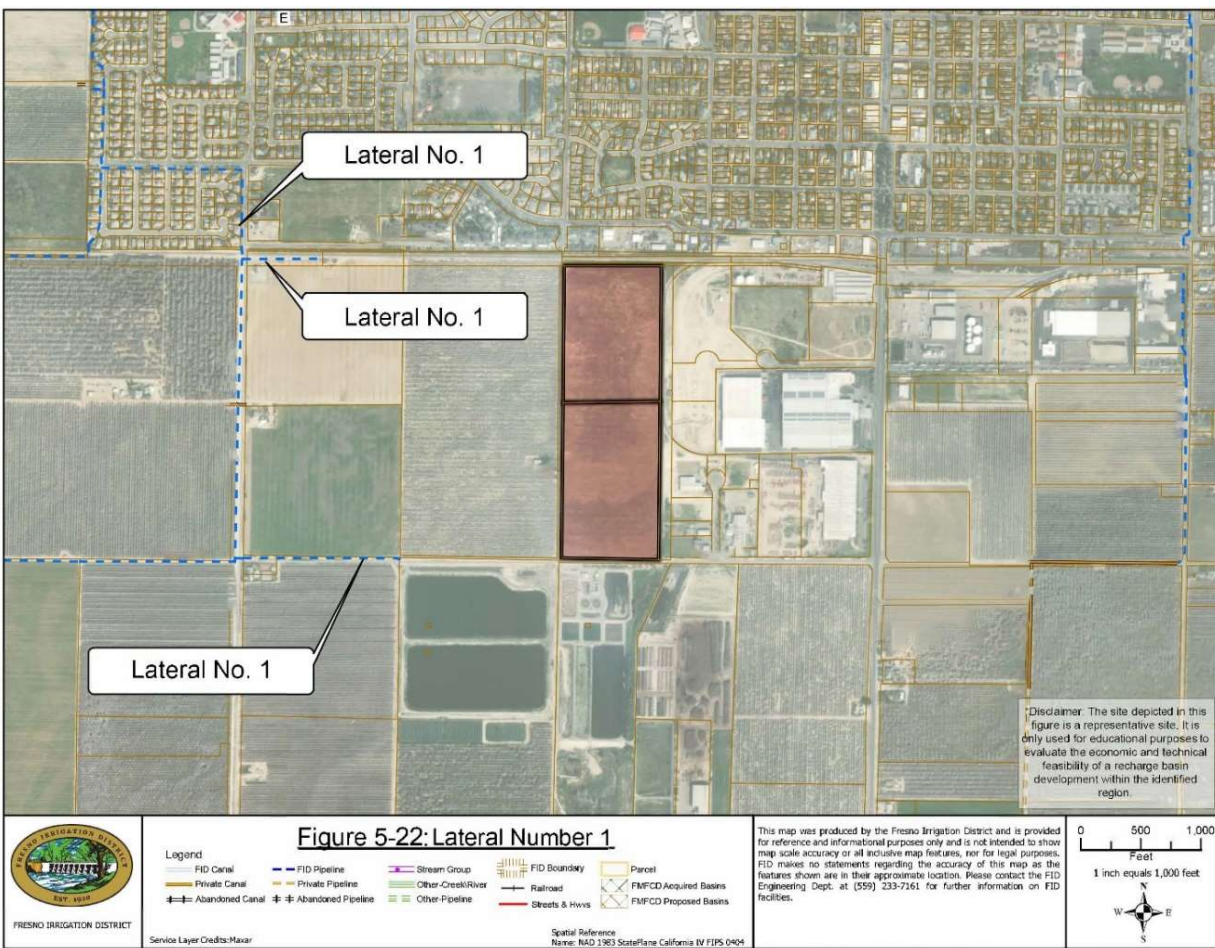 E
Lateral No. 1
Lateral No. 1
Lateral No. 1
*Disclaimer: The site depicted in this
figure is a representative site. It is
only used for educational purposes to
evaluate the economic and technical
feasibility of a recharge basin
development within the identified
region.
FRESNO IRRIGATION DISTRICT
EST. 1920
FRESNO IRRIGATION DISTRICT
Figure 5-22: Lateral Number 1
Legend
FID Canal
Private Canal
Abandoned Canal
FID Pipeline
Private Pipeline
Abandoned Pipeline
Stream Group
Other-Creek\River
Other-Pipeline
FID Boundary
Railroad
Streets & Hwys
Parcel
FMFCD Acquired Basins
FMFCD Proposed Basins
Service Layer Credits: Maxar
Spatial Reference
Name: NAD 1983 StatePlane California IV FIPS 0404
This map was produced by the Fresno Irrigation District and is provided
for reference and informational purposes only and is not intended to show
map scale accuracy or all inclusive map features, nor for legal purposes.
FID makes no statements regarding the accuracy of this map as the
features shown are in their approximate location. Please contact the FID
Engineering Dept. at (559) 233-7161 for further information on FID
facilities.
0 500 1,000
Feet
1 inch equals 1,000 feet
N
W E
S